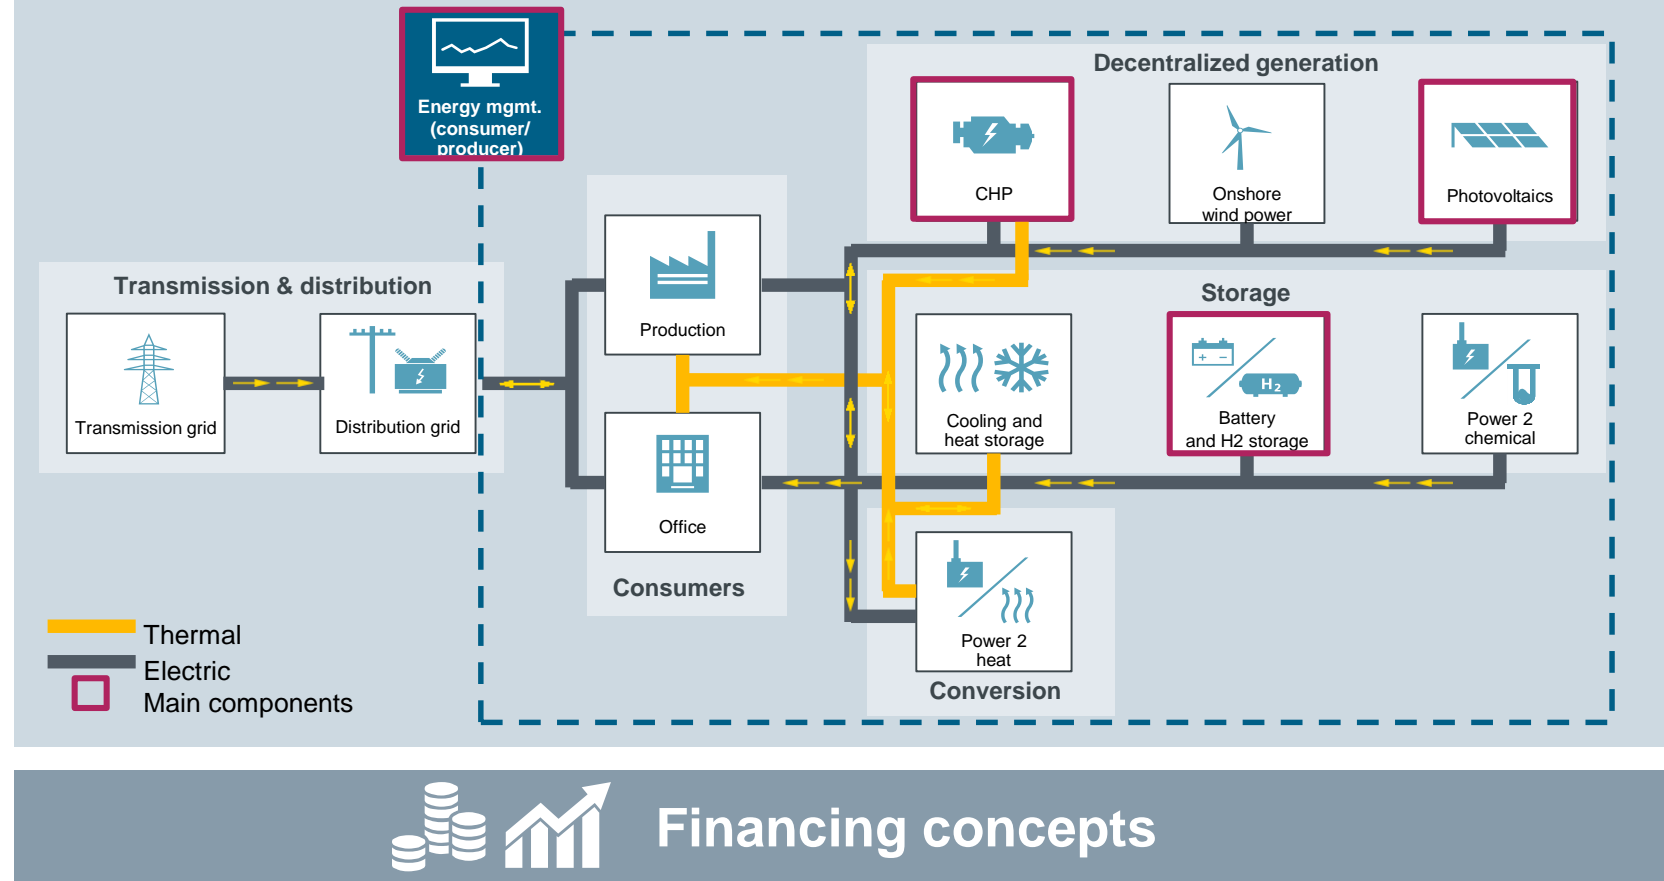 Energy mgmt.
(consumer/
producer)
Decentralized generation
CHP
Onshore
wind power
Photovoltaics
Transmission & distribution
Transmission grid
Distribution grid
Production
Office
Consumers
Storage
Cooling and
heat storage
+ −
H2
Battery
and H2 storage
Power 2
chemical
Power 2
heat
Conversion
Thermal
Electric
Main components
Financing concepts